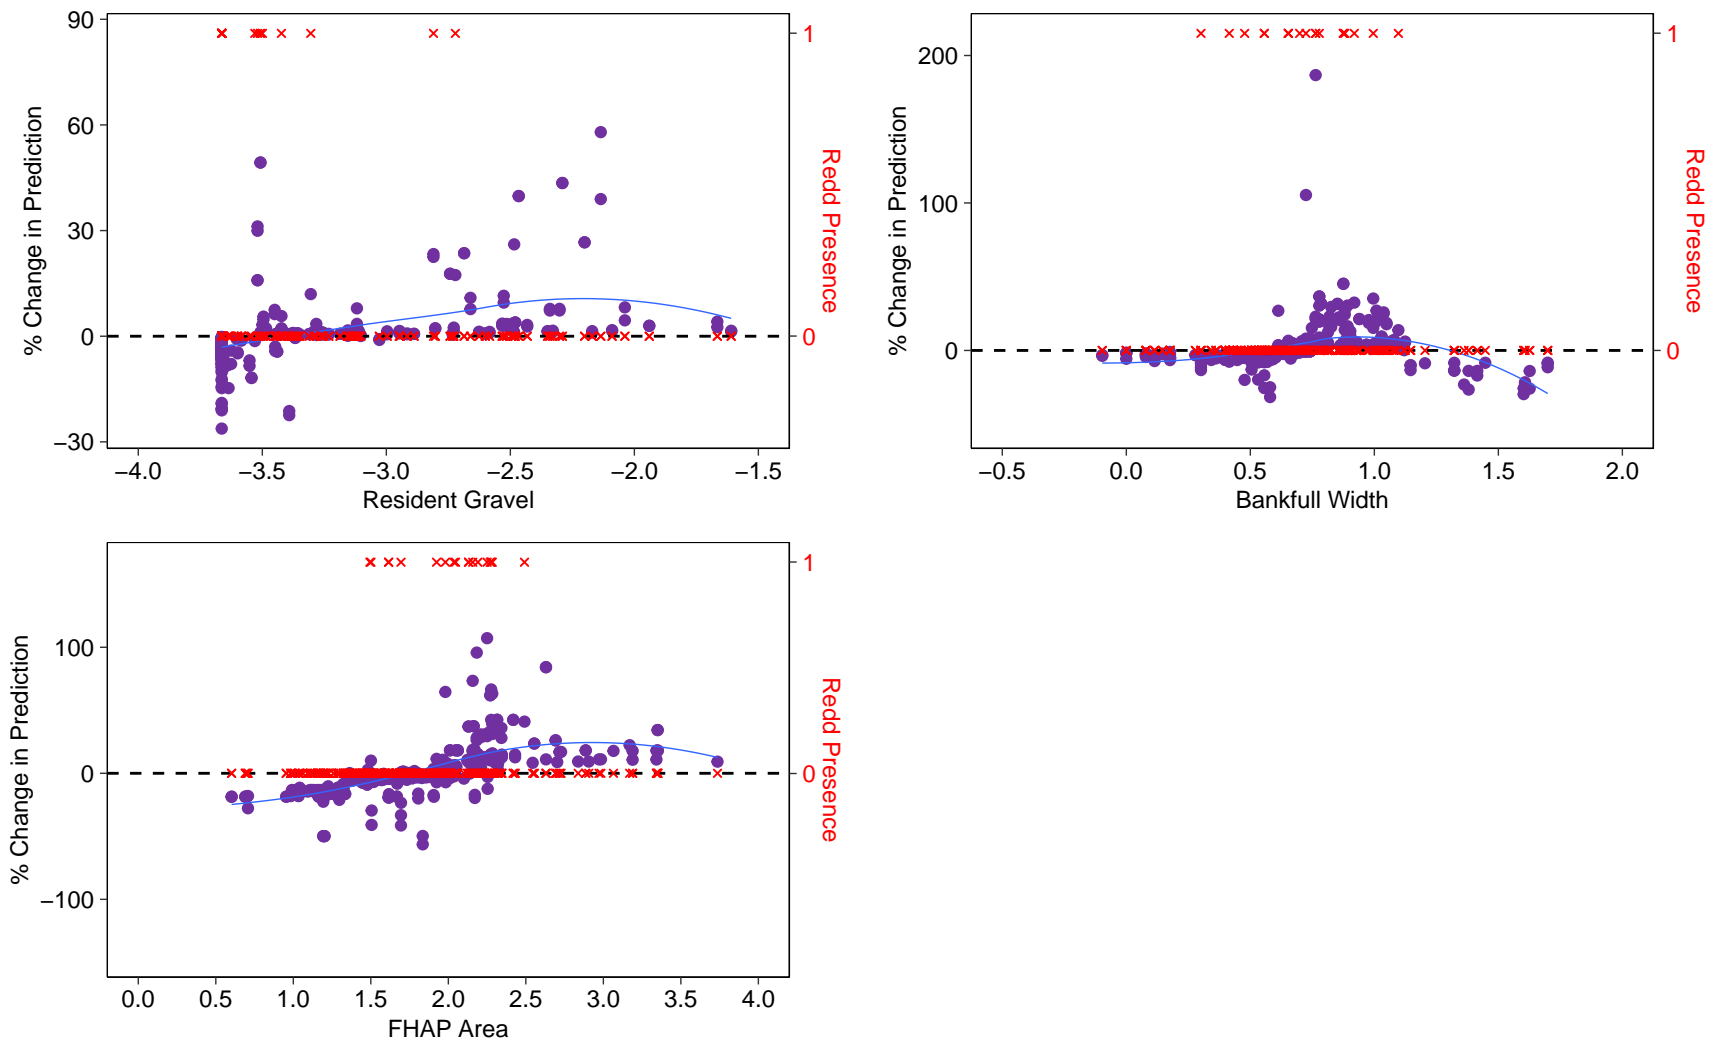 90
60
30
0
−30
% Change in Prediction
1
0
Redd Presence
−4.0 −3.5 −3.0 −2.5 −2.0 −1.5
Resident Gravel
200
100
0
% Change in Prediction
1
0
Redd Presence
−0.5 0.0 0.5 1.0 1.5 2.0
Bankfull Width
100
0
−100
% Change in Prediction
1
0
Redd Presence
0.0 0.5 1.0 1.5 2.0 2.5 3.0 3.5 4.0
FHAP Area